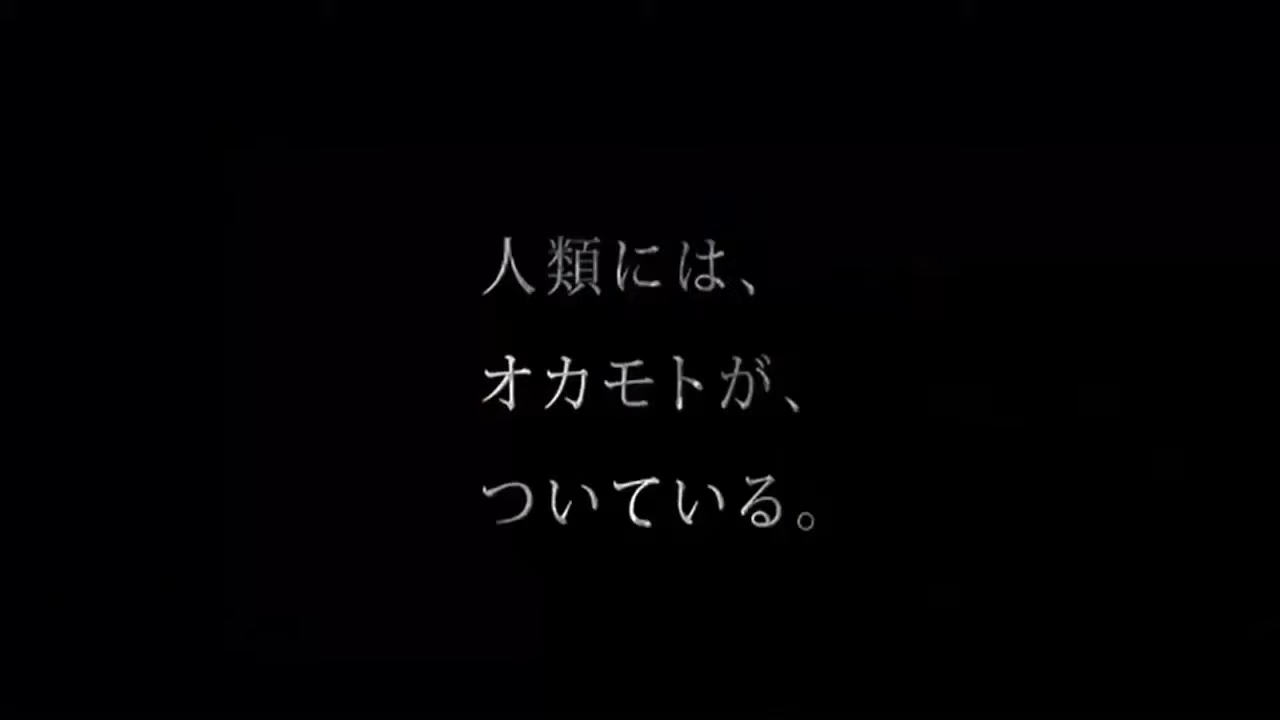 人類には、
オカモトが、
ついている。